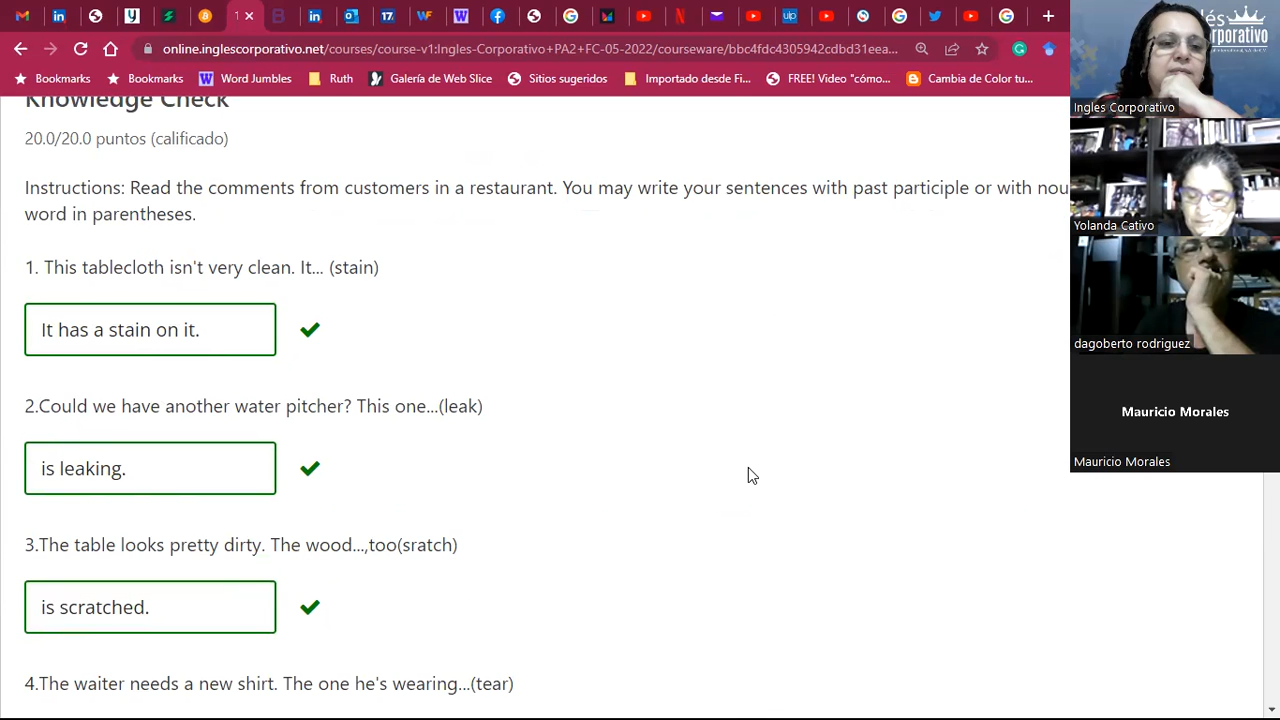 online.inglescorporativo.net/courses/course-v1:Ingles-Corporativo+PA2+FC-05-2022/courseware/bbc4fdc4305942cdbd31eea...
Bookmarks Bookmarks Word Jumbles Ruth Galería de Web Slice Sitios sugeridos Importado desde Fi... FREE! Video "cómo... Cambia de Color tu...
Knowledge Check
20.0/20.0 puntos (calificado)
Instructions: Read the comments from customers in a restaurant. You may write your sentences with past participle or with nou
word in parentheses.
1. This tablecloth isn't very clean. It... (stain)
It has a stain on it.
2.Could we have another water pitcher? This one...(leak)
is leaking.
3.The table looks pretty dirty. The wood...,too(sratch)
is scratched.
4.The waiter needs a new shirt. The one he's wearing...(tear)
Ingles Corporativo
Yolanda Cativo
dagoberto rodriguez
Mauricio Morales
Mauricio Morales